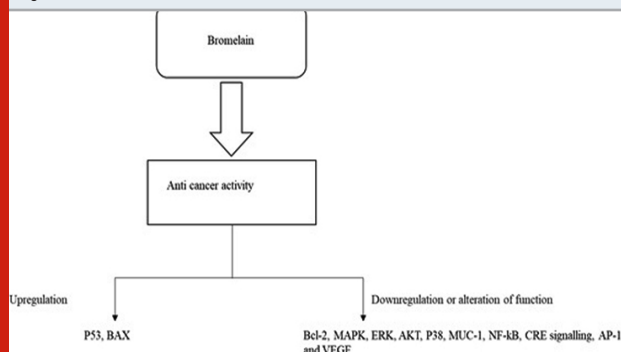 Bromelain
Anti cancer activity
Upregulation
Downregulation or alteration of function
P53, BAX
Bcl-2, MAPK, ERK, AKT, P38, MUC-1, NF-kB, CRE signalling, AP-1
and VEGF